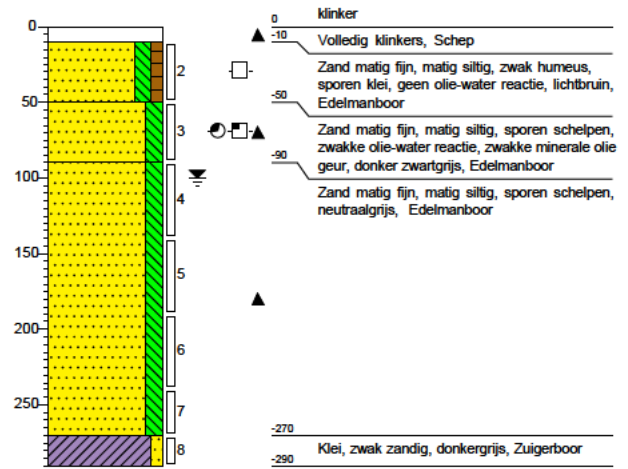 klinker
0
0
-10
Volledig klinkers, Schep
2
Zand matig fijn, matig siltig, zwak humeus,
sporen klei, geen olie-water reactie, lichtbruin,
Edelmanboor
50
-50
3
Zand matig fijn, matig siltig, sporen schelpen,
zwakke olie-water reactie, zwakke minerale olie
geur, donker zwartgrijs, Edelmanboor
-90
100
4
Zand matig fijn, matig siltig, sporen schelpen,
neutraalgrijs, Edelmanboor
150
5
200
6
250
7
-270
8
Klei, zwak zandig, donkergrijs, Zuigerboor
-290